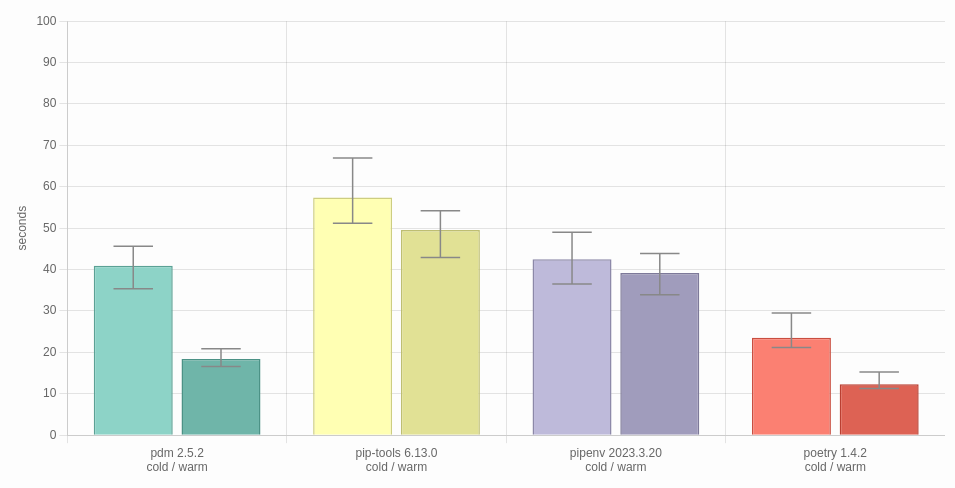 100
90
80
70
60
50
40
30
20
10
0
seconds
pdm 2.5.2
cold / warm
pip-tools 6.13.0
cold / warm
pipenv 2023.3.20
cold / warm
poetry 1.4.2
cold / warm